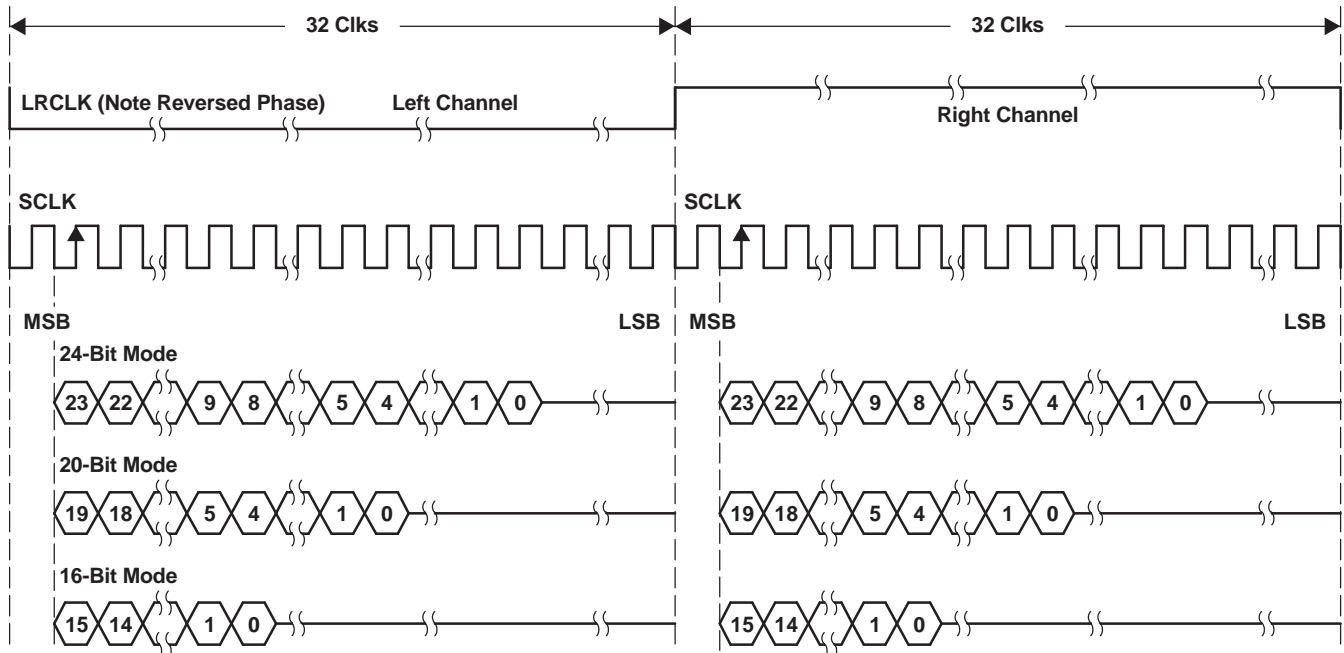 32 Clks 32 Clks
LRCLK (Note Reversed Phase) Left Channel
Right Channel
SCLK SCLK
MSB LSB MSB LSB
24-Bit Mode
23 22 9 8 5 4 1 0 23 22 9 8 5 4 1 0
20-Bit Mode
19 18 5 4 1 0 19 18 5 4 1 0
16-Bit Mode
15 14 1 0 15 14 1 0